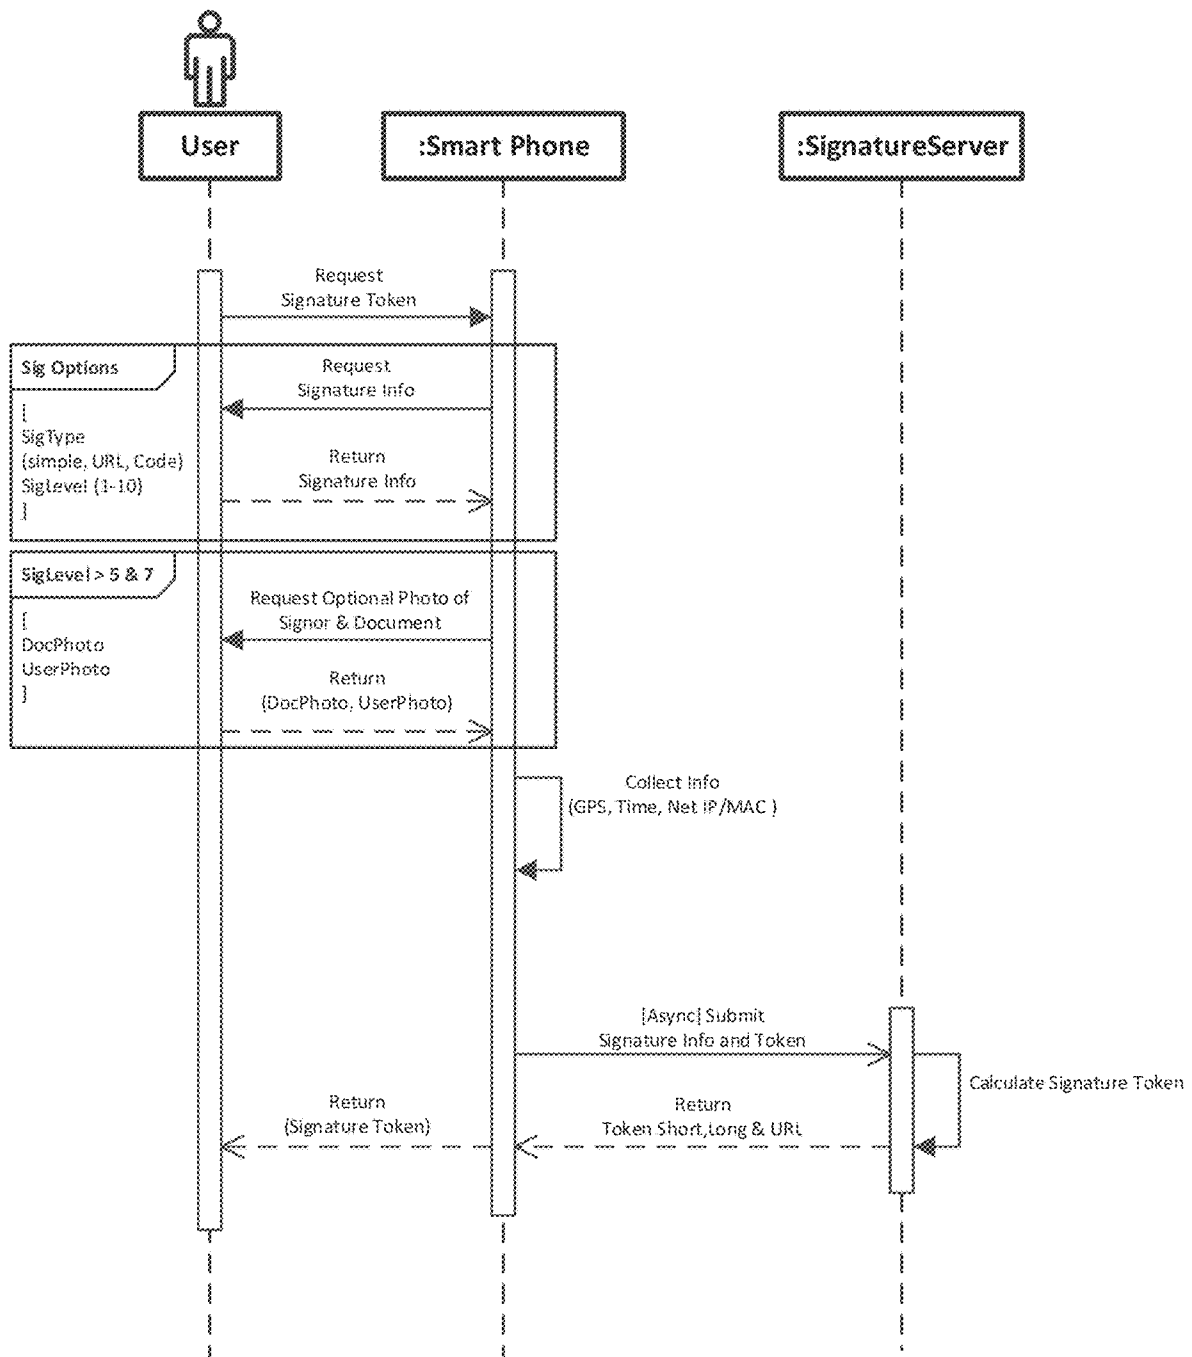 User
:Smart Phone
:SignatureServer
Request
Signature Token
Sig Options
Request
Signature Info
[
SigType
(simple, URL, Code)
SigLevel (1-10)
]
Return
Signature Info
SigLevel > 5 & 7
[
DocPhoto
UserPhoto
]
Request Optional Photo of
Signor & Document
Return
(DocPhoto, UserPhoto)
Collect Info
(GPS, Time, Net IP/MAC )
[Async] Submit
Signature Info and Token
Calculate Signature Token
Return
(Signature Token)
Return
Token Short,Long & URL